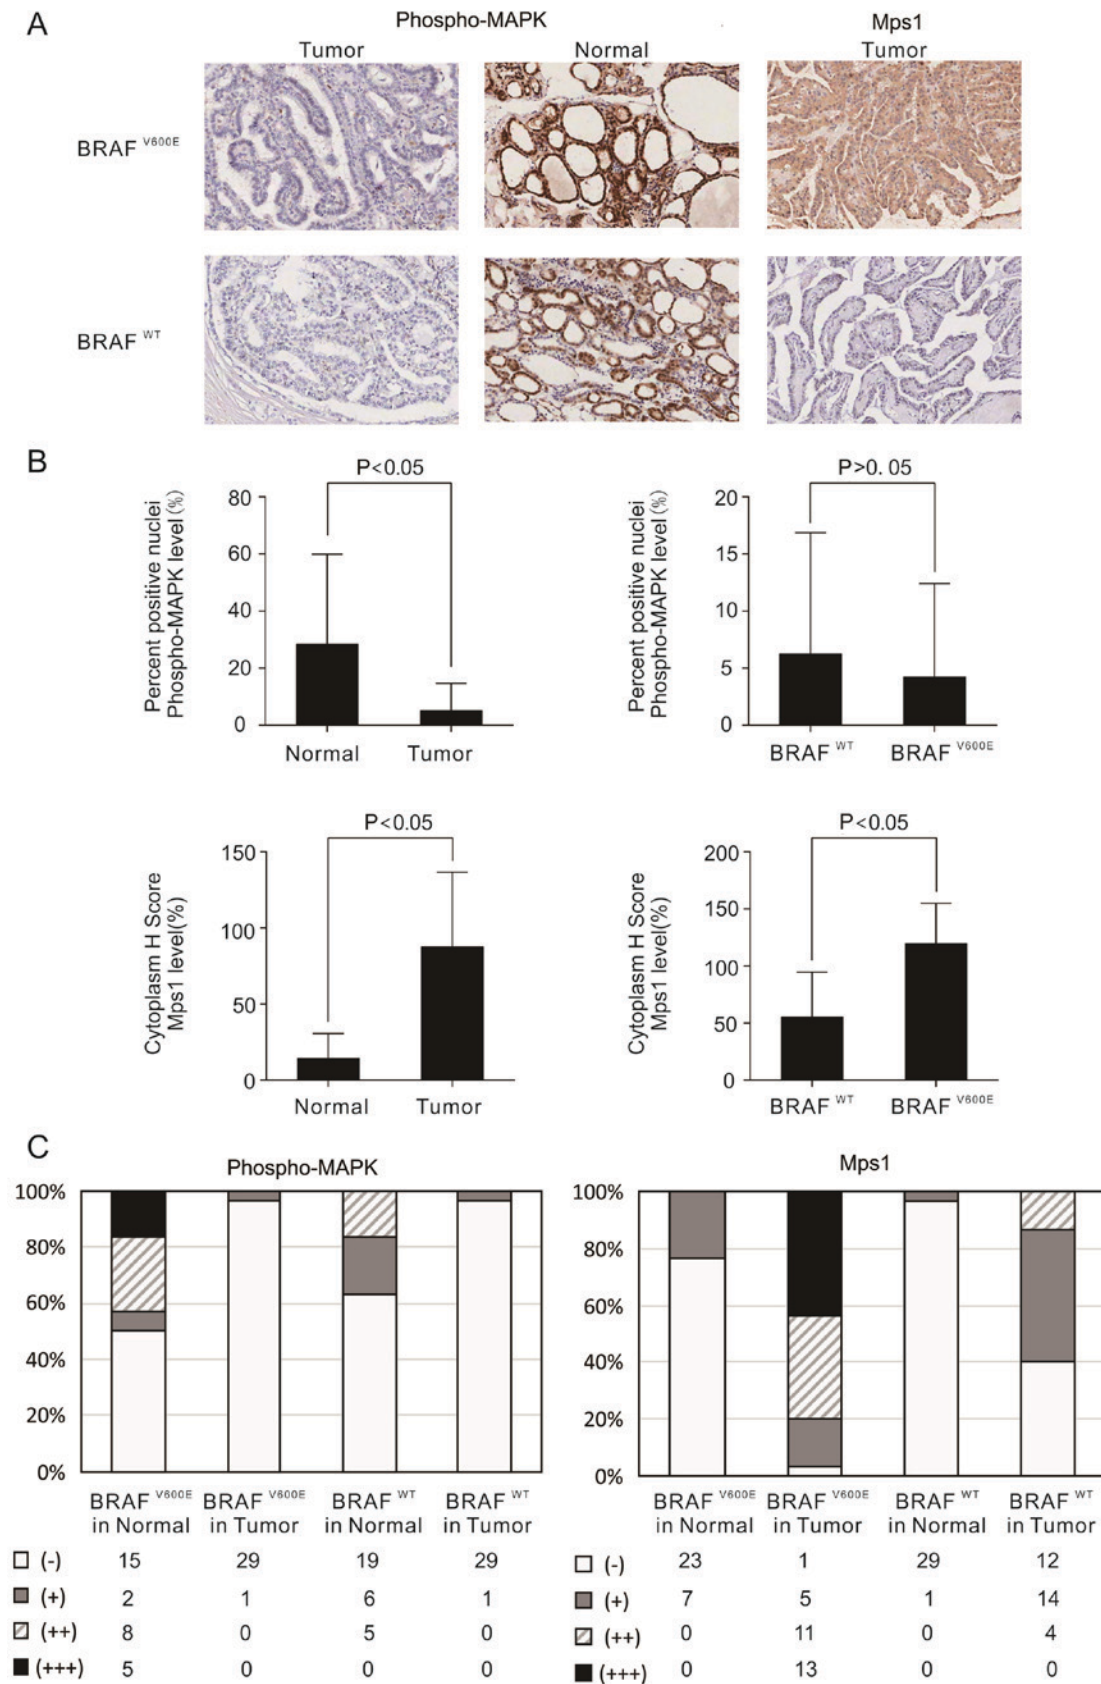 A
Phospho-MAPK
Mps1
Tumor
Normal
Tumor
BRAF V600E
BRAF WT
B
P<0.05
Percent positive nuclei
Phospho-MAPK level(%)
80
60
40
20
0
Normal
Tumor
P>0.05
Percent positive nuclei
Phospho-MAPK level(%)
20
15
10
5
0
BRAF WT
BRAF V600E
P<0.05
Cytoplasm H Score
Mps1 level(%)
150
100
50
0
Normal
Tumor
P<0.05
Cytoplasm H Score
Mps1 level(%)
200
150
100
50
0
BRAF WT
BRAF V600E
C
Phospho-MAPK
100%
80%
60%
40%
20%
0%
BRAF V600E in Normal
BRAF V600E in Tumor
BRAF WT in Normal
BRAF WT in Tumor
(-) 15 29 19 29
(+) 2 1 6 1
(++) 8 0 5 0
(+++) 5 0 0 0
Mps1
100%
80%
60%
40%
20%
0%
BRAF V600E in Normal
BRAF V600E in Tumor
BRAF WT in Normal
BRAF WT in Tumor
(-) 23 1 29 12
(+) 7 5 1 14
(++) 0 11 0 4
(+++) 0 13 0 0